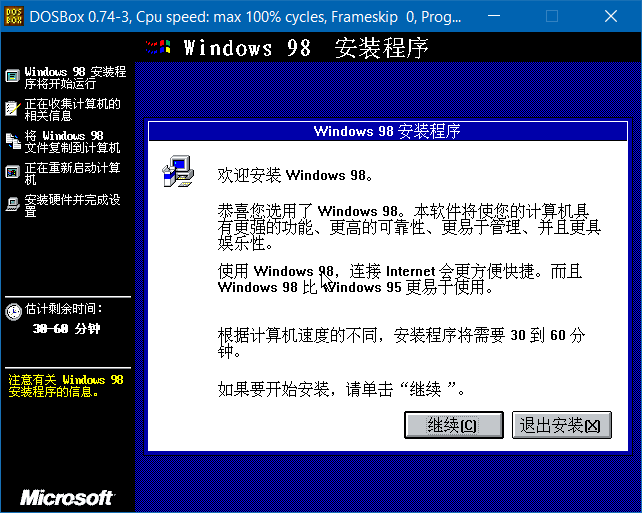 DOSBox 0.74-3, Cpu speed: max 100% cycles, Frameskip 0, Prog...
Windows 98 安装程序
Windows 98 安装程
序将开始运行
正在收集计算机的
相关信息
将 Windows 98
文件复制到计算机
正在重新启动计算
机
安装硬件并完成设
置
估计剩余时间:
30-60 分钟
注意有关 Windows 98
安装程序的信息。
Microsoft
Windows 98 安装程序
欢迎安装 Windows 98。
恭喜您选用了 Windows 98。本软件将使您的计算机具
有更强的功能、更高的可靠性、更易于管理、并且更具
娱乐性。
使用 Windows 98，连接 Internet 会更方便快捷。而且
Windows 98 比 Windows 95 更易于使用。
根据计算机速度的不同，安装程序将需要 30 到 60 分
钟。
如果要开始安装，请单击“继续 ”。
继续(C)
退出安装(X)